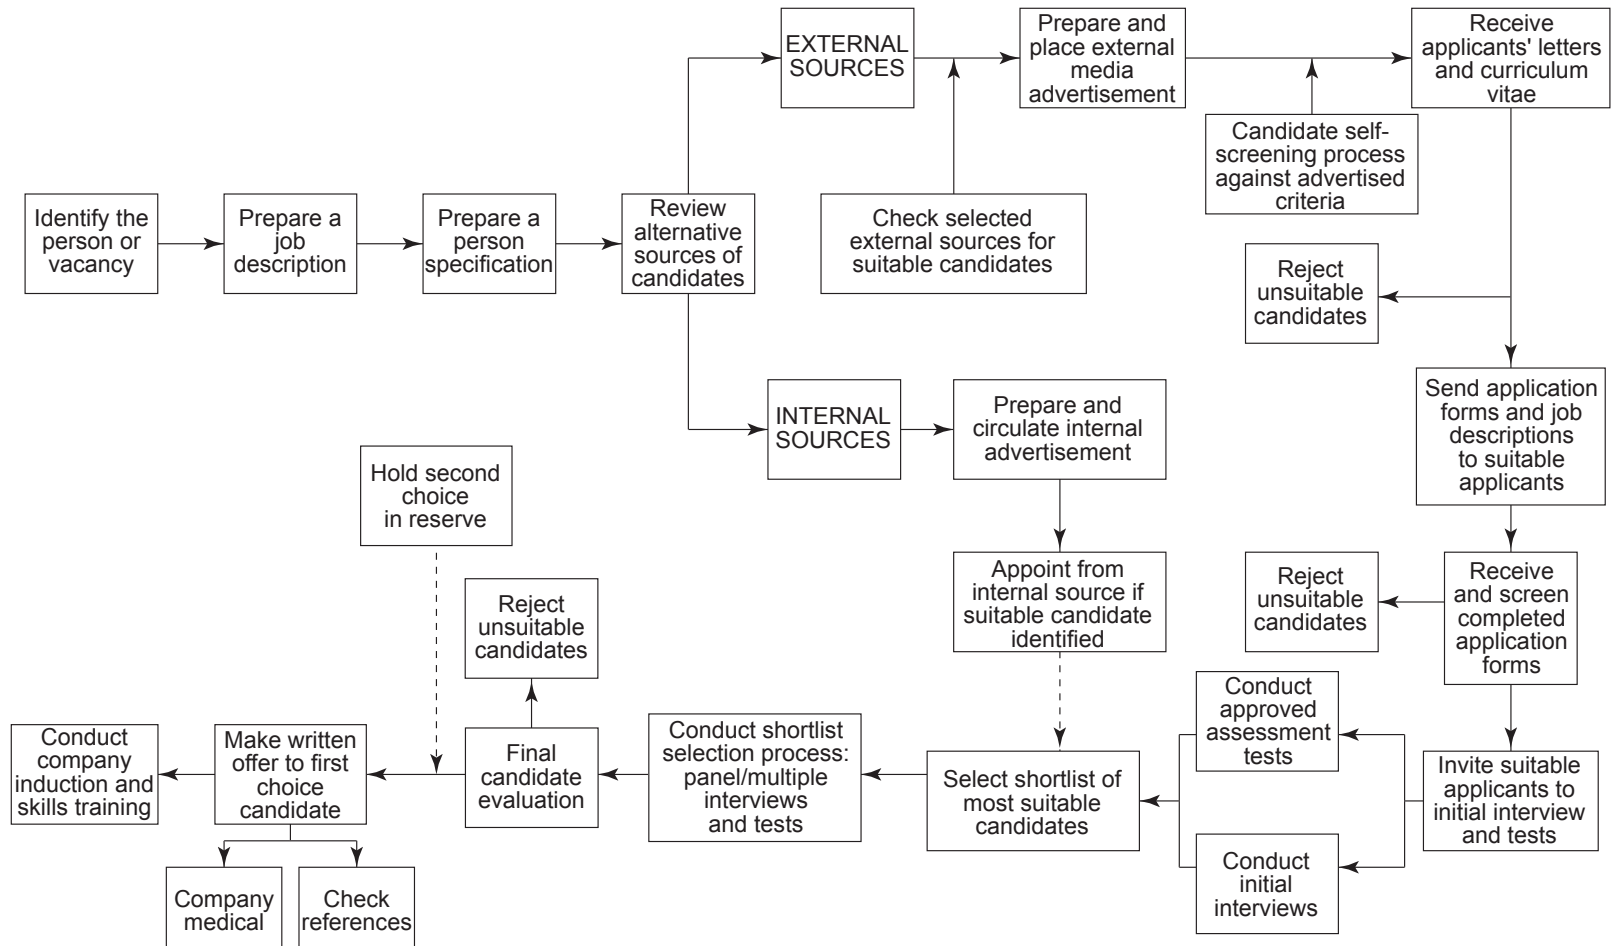 EXTERNAL
SOURCES
Prepare and
place external
media
advertisement
Receive
applicants' letters
and curriculum
vitae
Candidate self-
screening process
against advertised
criteria
Identify the
person or
vacancy
Prepare a
job
description
Prepare a
person
specification
Review
alternative
sources of
candidates
Check selected
external sources for
suitable candidates
Reject
unsuitable
candidates
Send application
forms and job
descriptions
to suitable
applicants
INTERNAL
SOURCES
Prepare and
circulate internal
advertisement
Hold second
choice
in reserve
Appoint from
internal source if
suitable candidate
identified
Reject
unsuitable
candidates
Receive
and screen
completed
application
forms
Reject
unsuitable
candidates
Conduct
approved
assessment
tests
Invite suitable
applicants to
initial interview
and tests
Conduct
initial
interviews
Select shortlist of
most suitable
candidates
Conduct shortlist
selection process:
panel/multiple
interviews
and tests
Final
candidate
evaluation
Make written
offer to first
choice
candidate
Conduct
company
induction and
skills training
Company
medical
Check
references